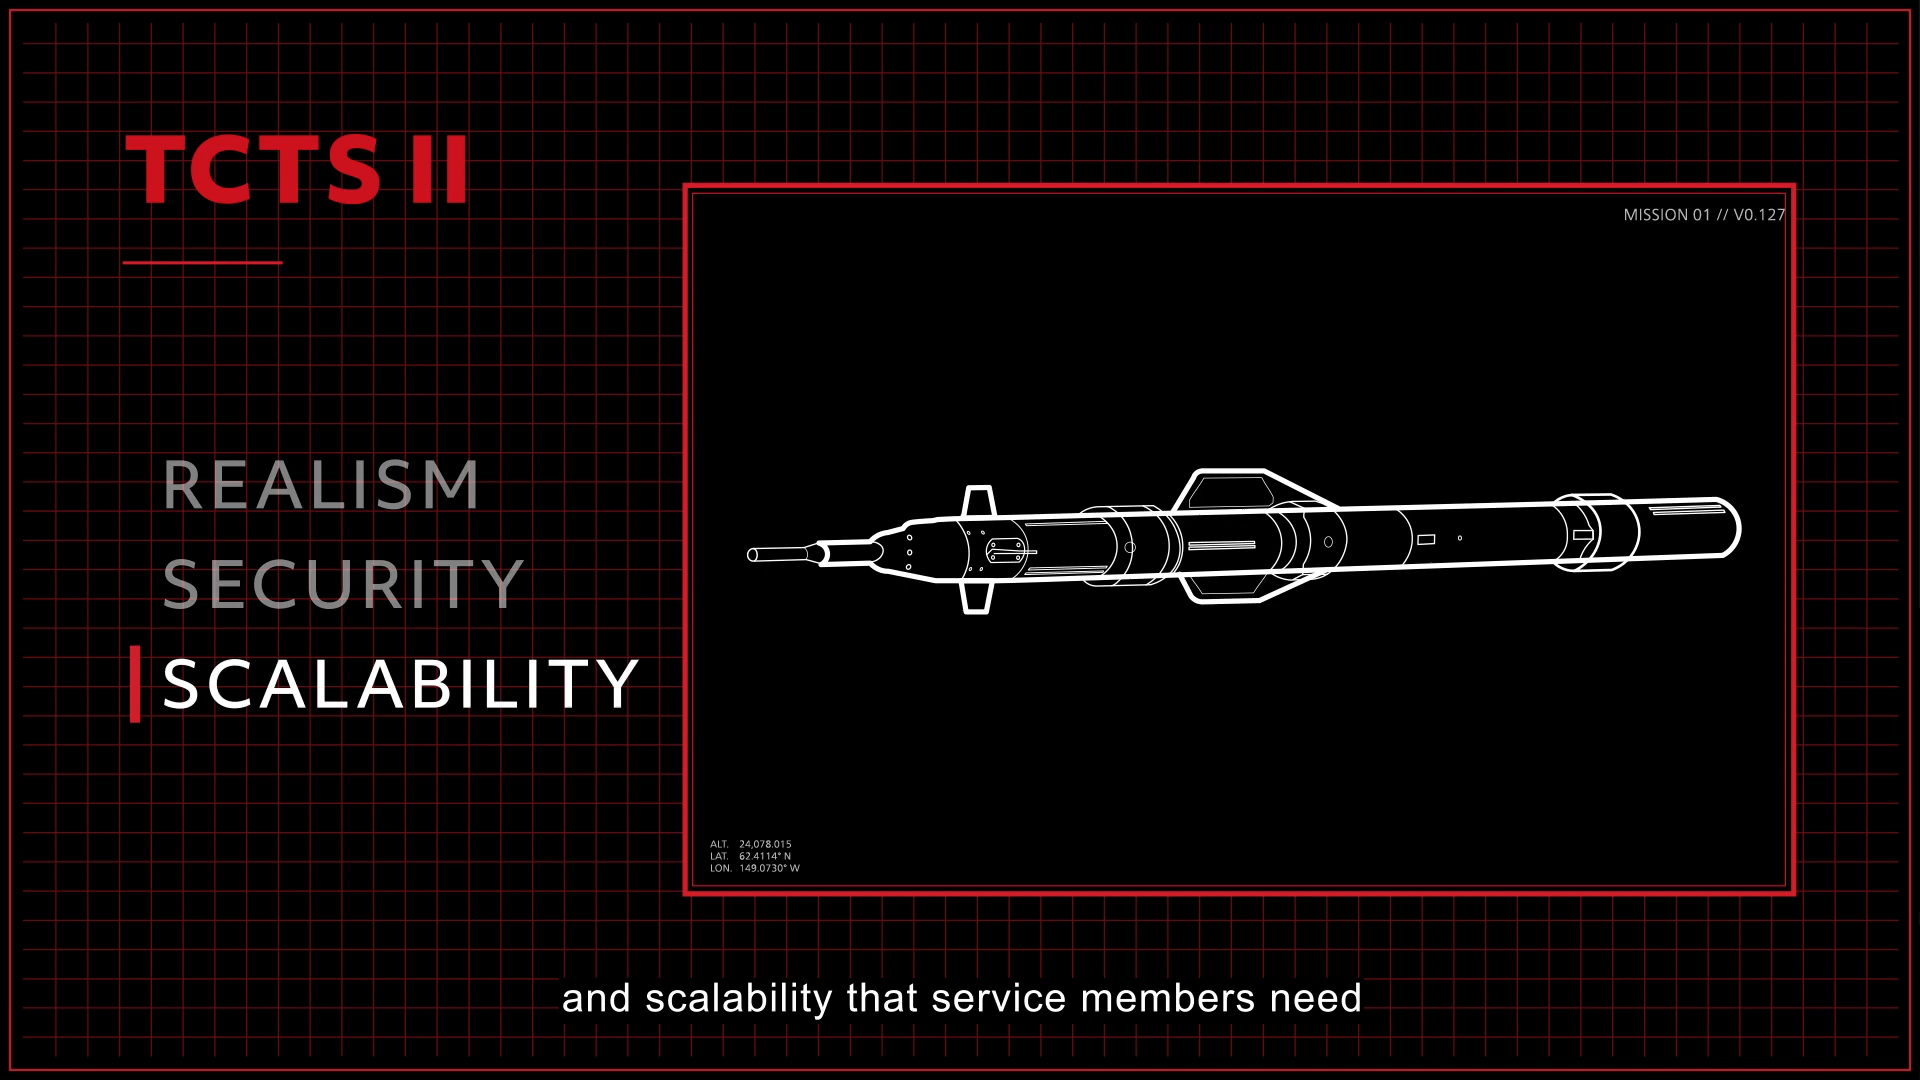 TCTS II
REALISM
SECURITY
SCALABILITY
MISSION 01 // V0.127
ALT. 24,078.015
LAT. 62.4114° N
LON. 149.0730° W
and scalability that service members need